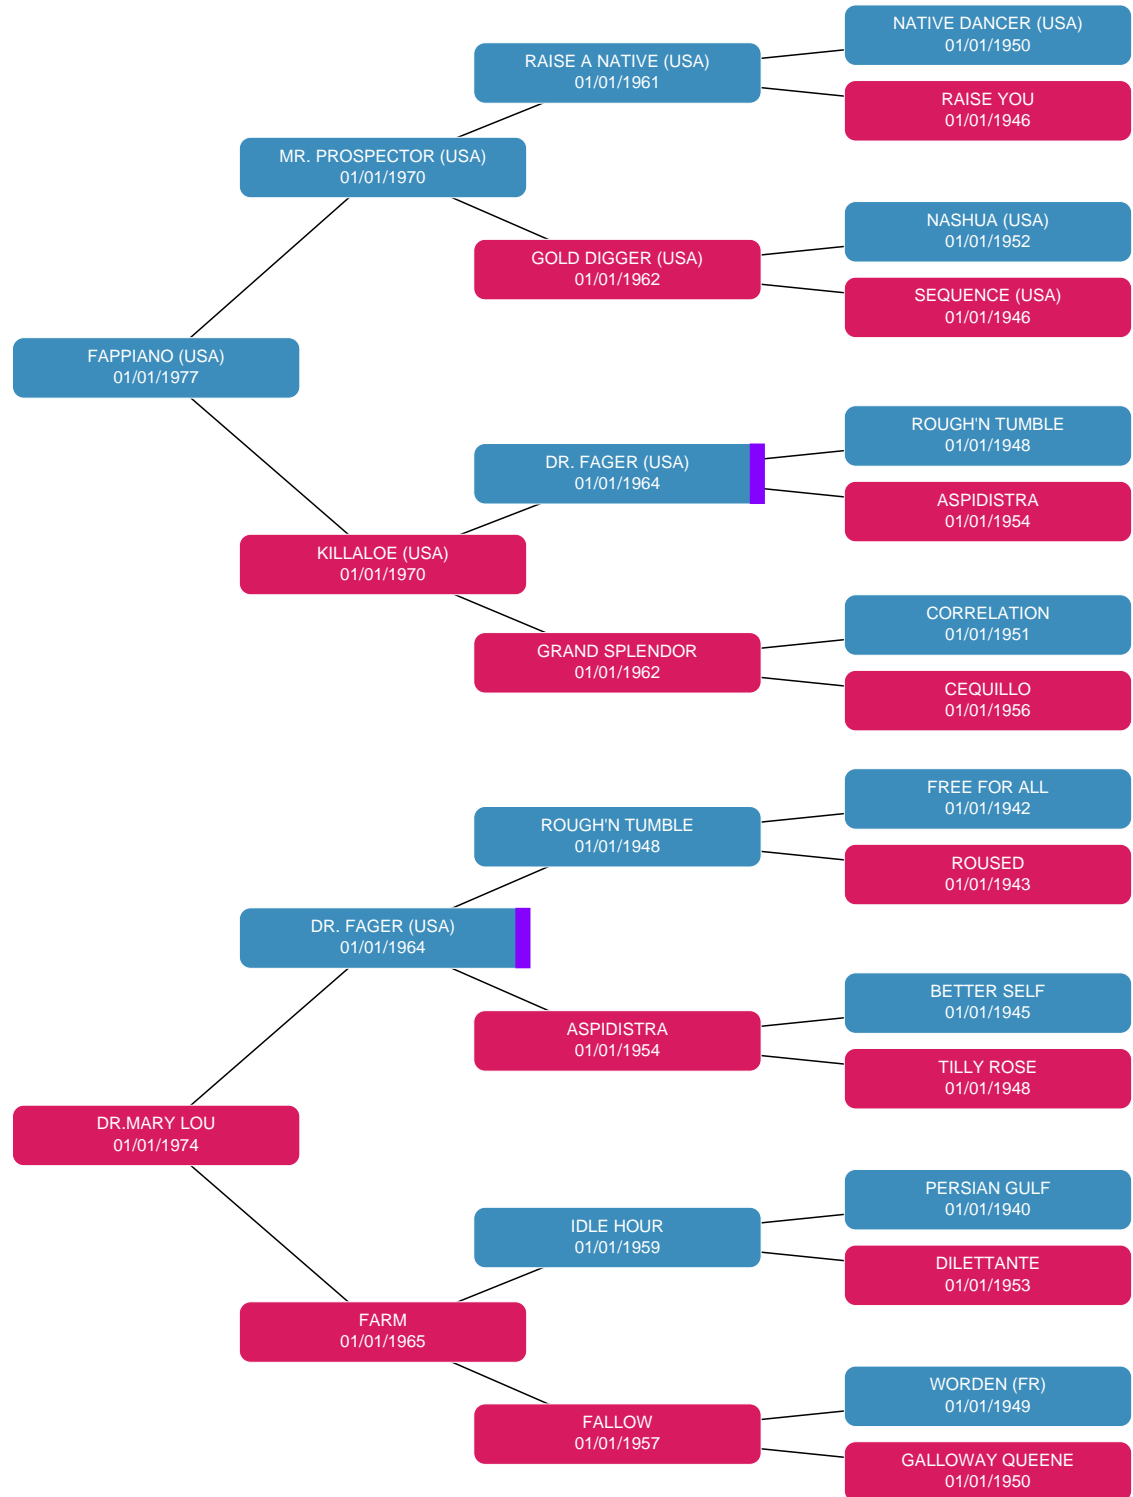 NATIVE DANCER (USA)
01/01/1950
RAISE A NATIVE (USA)
01/01/1961
RAISE YOU
01/01/1946
MR. PROSPECTOR (USA)
01/01/1970
NASHUA (USA)
01/01/1952
GOLD DIGGER (USA)
01/01/1962
SEQUENCE (USA)
01/01/1946
FAPPIANO (USA)
01/01/1977
ROUGH'N TUMBLE
01/01/1948
DR. FAGER (USA)
01/01/1964
ASPIDISTRA
01/01/1954
KILLALOE (USA)
01/01/1970
CORRELATION
01/01/1951
GRAND SPLENDOR
01/01/1962
CEQUILLO
01/01/1956
FREE FOR ALL
01/01/1942
ROUGH'N TUMBLE
01/01/1948
ROUSED
01/01/1943
DR. FAGER (USA)
01/01/1964
BETTER SELF
01/01/1945
ASPIDISTRA
01/01/1954
TILLY ROSE
01/01/1948
DR.MARY LOU
01/01/1974
PERSIAN GULF
01/01/1940
IDLE HOUR
01/01/1959
DILETTANTE
01/01/1953
FARM
01/01/1965
WORDEN (FR)
01/01/1949
FALLOW
01/01/1957
GALLOWAY QUEENE
01/01/1950